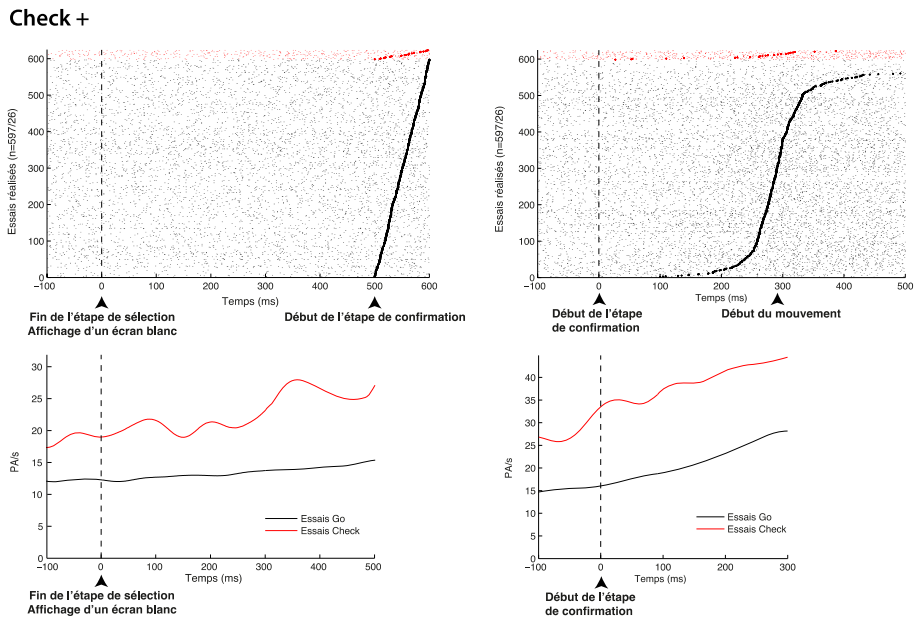 Check +
Essais réalisés (n=597/26)
600
500
400
300
200
100
0
−100 0 100 200 300 400 500 600
Temps (ms)
Fin de l'étape de sélection
Affichage d'un écran blanc
Début de l'étape de confirmation
Essais réalisés (n=597/26)
600
500
400
300
200
100
0
−100 0 100 200 300 400 500
Temps (ms)
Début de l'étape
de confirmation
Début du mouvement
PA/s
30
25
20
15
10
5
0
Essais Go
Essais Check
−100 0 100 200 300 400 500
Temps (ms)
Fin de l'étape de sélection
Affichage d'un écran blanc
PA/s
40
35
30
25
20
15
10
5
0
Essais Go
Essais Check
−100 0 100 200 300
Temps (ms)
Début de l'étape
de confirmation